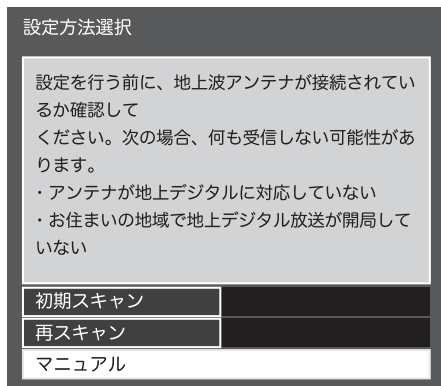 設定方法選択
設定を行う前に、地上波アンテナが接続されてい
るか確認して
ください。次の場合、何も受信しない可能性があ
ります。
・アンテナが地上デジタルに対応していない
・お住まいの地域で地上デジタル放送が開局して
いない
初期スキャン
再スキャン
マニュアル